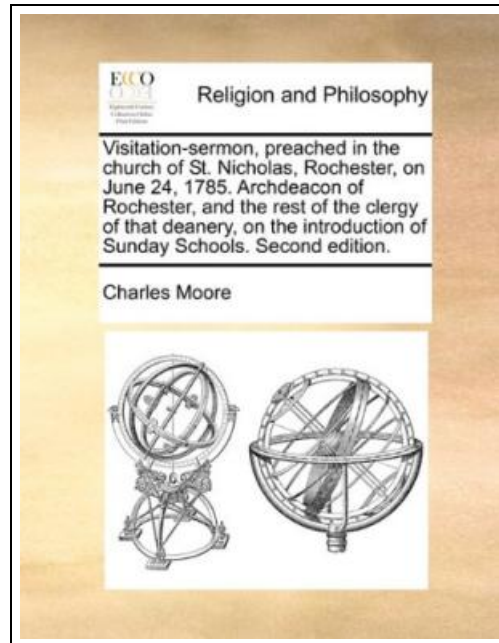 ECCO
Religion and Philosophy
Visitation-sermon, preached in the
church of St. Nicholas, Rochester, on
June 24, 1785. Archdeacon of
Rochester, and the rest of the clergy
of that deanery, on the introduction of
Sunday Schools. Second edition.
Charles Moore